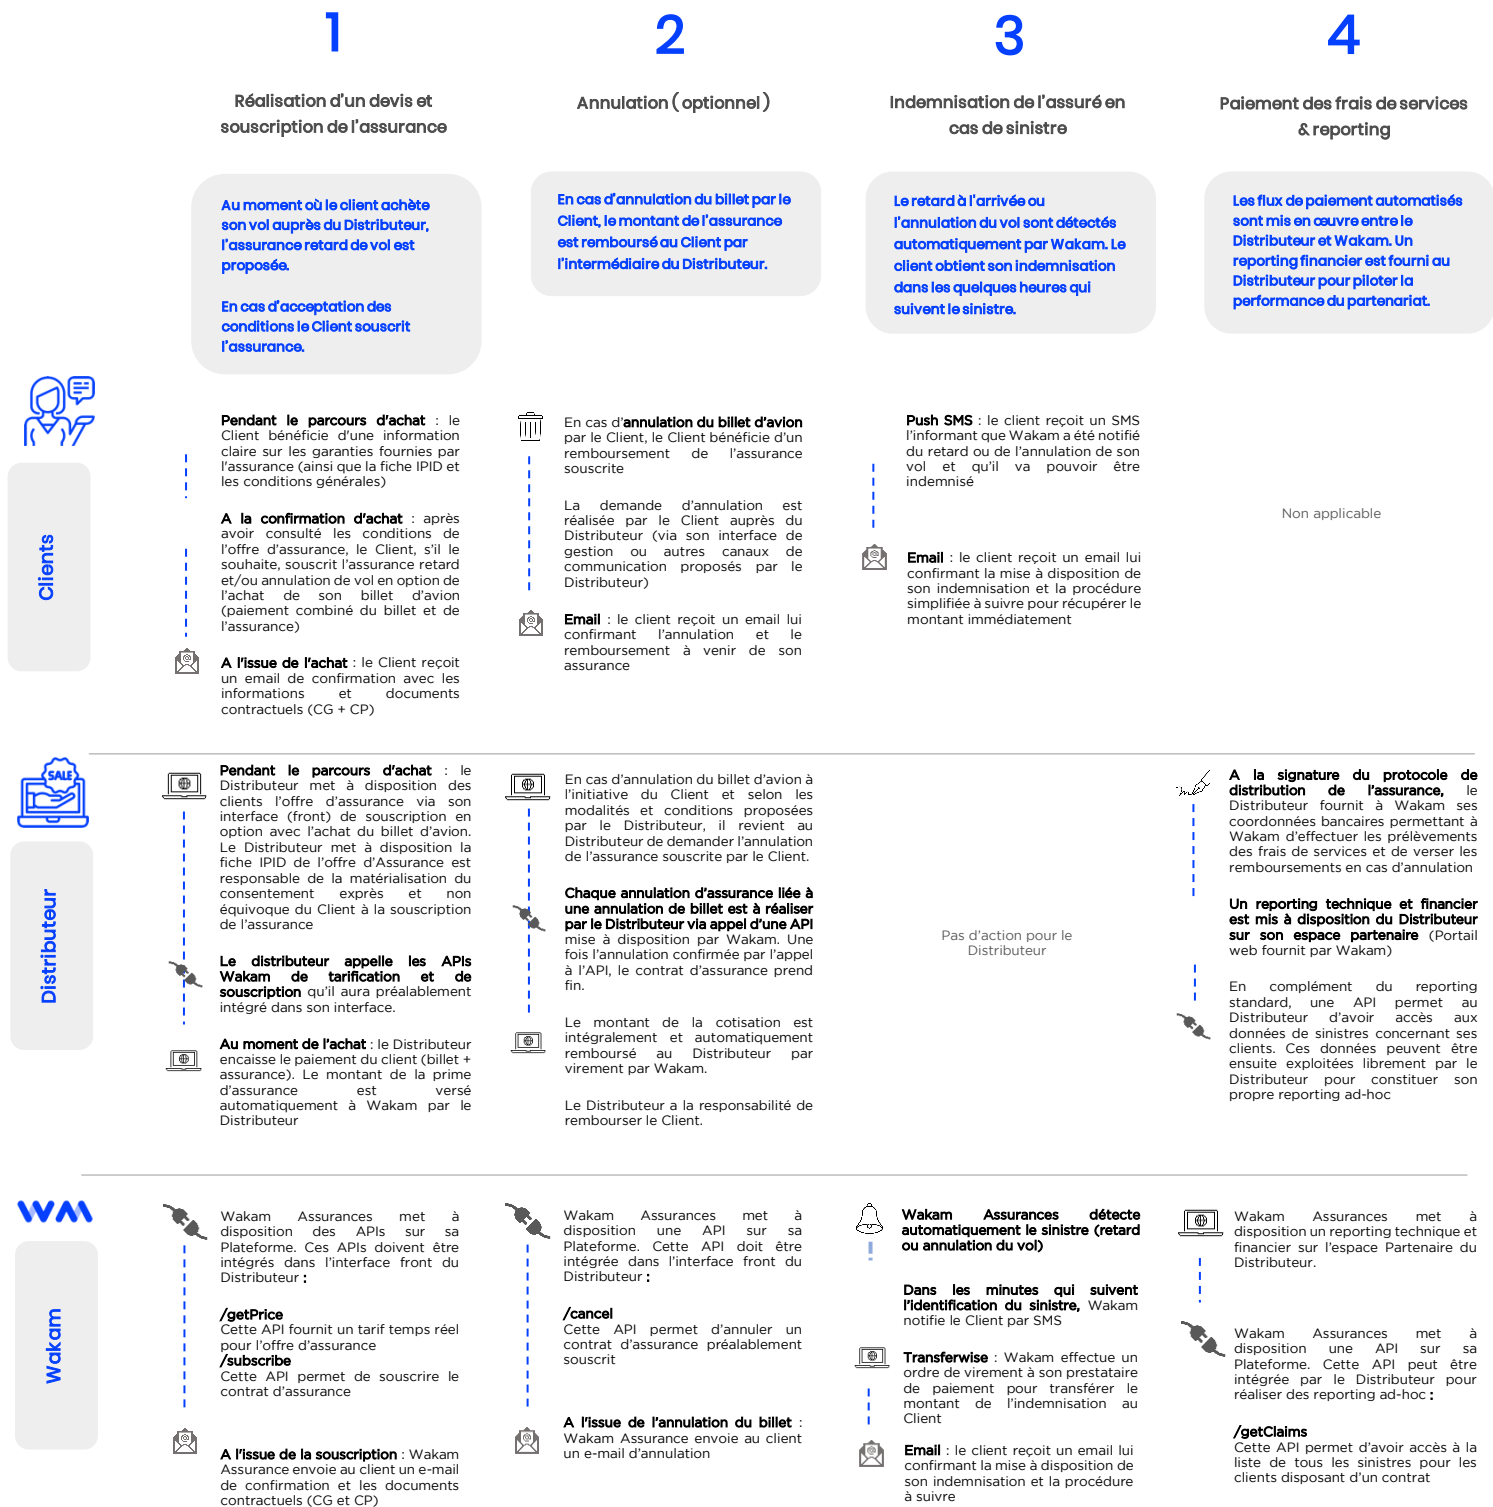 1
2
3
4
Réalisation d'un devis et
souscription de l'assurance
Annulation ( optionnel )
Indemnisation de l'assuré en
cas de sinistre
Paiement des frais de services
& reporting
Au moment où le client achète
son vol auprès du Distributeur,
l'assurance retard de vol est
proposée.
En cas d'acceptation des
conditions le Client souscrit
l'assurance.
En cas d'annulation du billet par le
Client, le montant de l'assurance
est remboursé au Client par
l'intermédiaire du Distributeur.
Le retard à l'arrivée ou
l'annulation du vol sont détectés
automatiquement par Wakam. Le
client obtient son indemnisation
dans les quelques heures qui
suivent le sinistre.
Les flux de paiement automatisés
sont mis en œuvre entre le
Distributeur et Wakam. Un
reporting financier est fourni au
Distributeur pour piloter la
performance du partenariat.
Clients
Pendant le parcours d'achat : le
Client bénéficie d'une information
claire sur les garanties fournies par
l'assurance (ainsi que la fiche IPID et
les conditions générales)
A la confirmation d'achat : après
avoir consulté les conditions de
l'offre d'assurance, le Client, s'il le
souhaite, souscrit l'assurance retard
et/ou annulation de vol en option de
l'achat de son billet d'avion
(paiement combiné du billet et de
l'assurance)
A l'issue de l'achat : le Client reçoit
un email de confirmation avec les
informations et documents
contractuels (CG + CP)
En cas d'annulation du billet d'avion
par le Client, le Client bénéficie d'un
remboursement de l'assurance
souscrite
La demande d'annulation est
réalisée par le Client auprès du
Distributeur (via son interface de
gestion ou autres canaux de
communication proposés par le
Distributeur)
Email : le client reçoit un email lui
confirmant l'annulation et le
remboursement à venir de son
assurance
Push SMS : le client reçoit un SMS
l'informant que Wakam a été notifié
du retard ou de l'annulation de son
vol et qu'il va pouvoir être
indemnisé
Email : le client reçoit un email lui
confirmant la mise à disposition de
son indemnisation et la procédure
simplifiée à suivre pour récupérer le
montant immédiatement
Non applicable
SALE
Distributeur
Pendant le parcours d'achat : le
Distributeur met à disposition des
clients l'offre d'assurance via son
interface (front) de souscription en
option avec l'achat du billet d'avion.
Le Distributeur met à disposition la
fiche IPID de l'offre d'Assurance est
responsable de la matérialisation du
consentement exprès et non
équivoque du Client à la souscription
de l'assurance
Le distributeur appelle les APIs
Wakam de tarification et de
souscription qu'il aura préalablement
intégré dans son interface.
Au moment de l'achat : le Distributeur
encaisse le paiement du client (billet +
assurance). Le montant de la prime
d'assurance est versé
automatiquement à Wakam par le
Distributeur
En cas d'annulation du billet d'avion à
l'initiative du Client et selon les
modalités et conditions proposées
par le Distributeur, il revient au
Distributeur de demander l'annulation
de l'assurance souscrite par le Client.
Chaque annulation d'assurance liée à
une annulation de billet est à réaliser
par le Distributeur via appel d'une API
mise à disposition par Wakam. Une
fois l'annulation confirmée par l'appel
à l'API, le contrat d'assurance prend
fin.
Le montant de la cotisation est
intégralement et automatiquement
remboursé au Distributeur par
virement par Wakam.
Le Distributeur a la responsabilité de
rembourser le Client.
Pas d'action pour le
Distributeur
A la signature du protocole de
distribution de l'assurance, le
Distributeur fournit à Wakam ses
coordonnées bancaires permettant à
Wakam d'effectuer les prélèvements
des frais de services et de verser les
remboursements en cas d'annulation
Un reporting technique et financier
est mis à disposition du Distributeur
sur son espace partenaire (Portail
web fournit par Wakam)
En complément du reporting
standard, une API permet au
Distributeur d'avoir accès aux
données de sinistres concernant ses
clients. Ces données peuvent être
ensuite exploitées librement par le
Distributeur pour constituer son
propre reporting ad-hoc
Wakam
Wakam Assurances met à
disposition des APIs sur sa
Plateforme. Ces APIs doivent être
intégrés dans l'interface front du
Distributeur :
/getPrice
Cette API fournit un tarif temps réel
pour l'offre d'assurance
/subscribe
Cette API permet de souscrire le
contrat d'assurance
A l'issue de la souscription : Wakam
Assurance envoie au client un e-mail
de confirmation et les documents
contractuels (CG et CP)
Wakam Assurances met à
disposition une API sur sa
Plateforme. Cette API doit être
intégrée dans l'interface front du
Distributeur :
/cancel
Cette API permet d'annuler un
contrat d'assurance préalablement
souscrit
A l'issue de l'annulation du billet :
Wakam Assurance envoie au client
un e-mail d'annulation
Wakam Assurances détecte
automatiquement le sinistre (retard
ou annulation du vol)
Dans les minutes qui suivent
l'identification du sinistre, Wakam
notifie le Client par SMS
Transferwise : Wakam effectue un
ordre de virement à son prestataire
de paiement pour transférer le
montant de l'indemnisation au
Client
Email : le client reçoit un email lui
confirmant la mise à disposition de
son indemnisation et la procédure
à suivre
Wakam Assurances met à
disposition un reporting technique et
financier sur l'espace Partenaire du
Distributeur.
Wakam Assurances met à
disposition une API sur sa
Plateforme. Cette API peut être
intégrée par le Distributeur pour
réaliser des reporting ad-hoc :
/getClaims
Cette API permet d'avoir accès à la
liste de tous les sinistres pour les
clients disposant d'un contrat